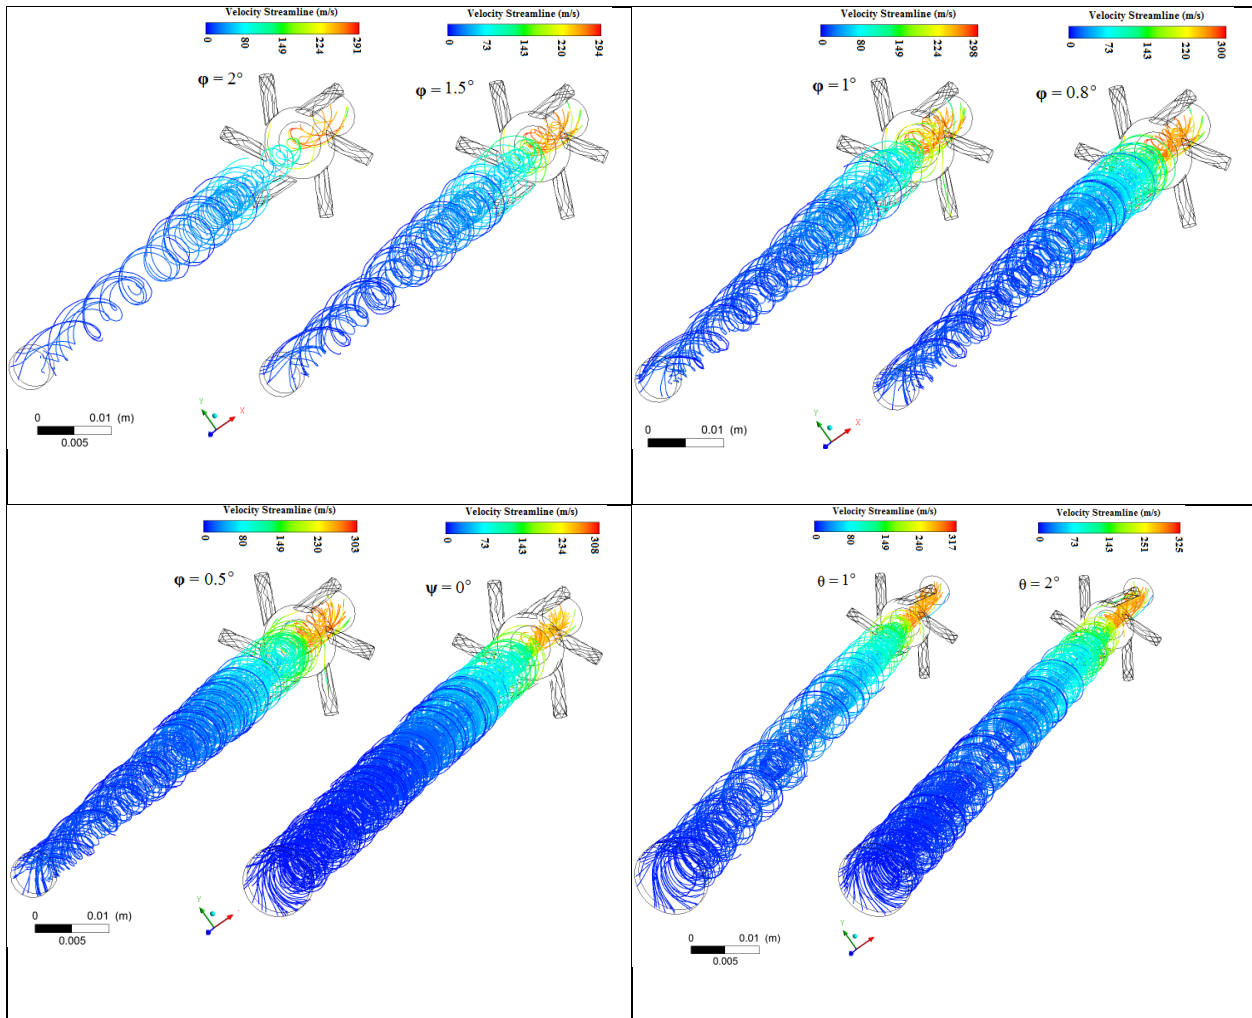 Velocity Streamline (m/s)
0 80 149 224 291
φ = 2°
Velocity Streamline (m/s)
0 73 143 220 294
φ = 1.5°
0 0.01 (m)
0.005
Y X
Velocity Streamline (m/s)
0 80 149 224 298
φ = 1°
Velocity Streamline (m/s)
0 73 143 220 300
φ = 0.8°
0 0.01 (m)
Y X
Velocity Streamline (m/s)
0 80 149 230 303
φ = 0.5°
Velocity Streamline (m/s)
0 73 143 234 308
ψ = 0°
0 0.01 (m)
0.005
Y
Velocity Streamline (m/s)
0 80 149 240 317
θ = 1°
Velocity Streamline (m/s)
0 73 143 251 325
θ = 2°
0 0.01 (m)
0.005
Y